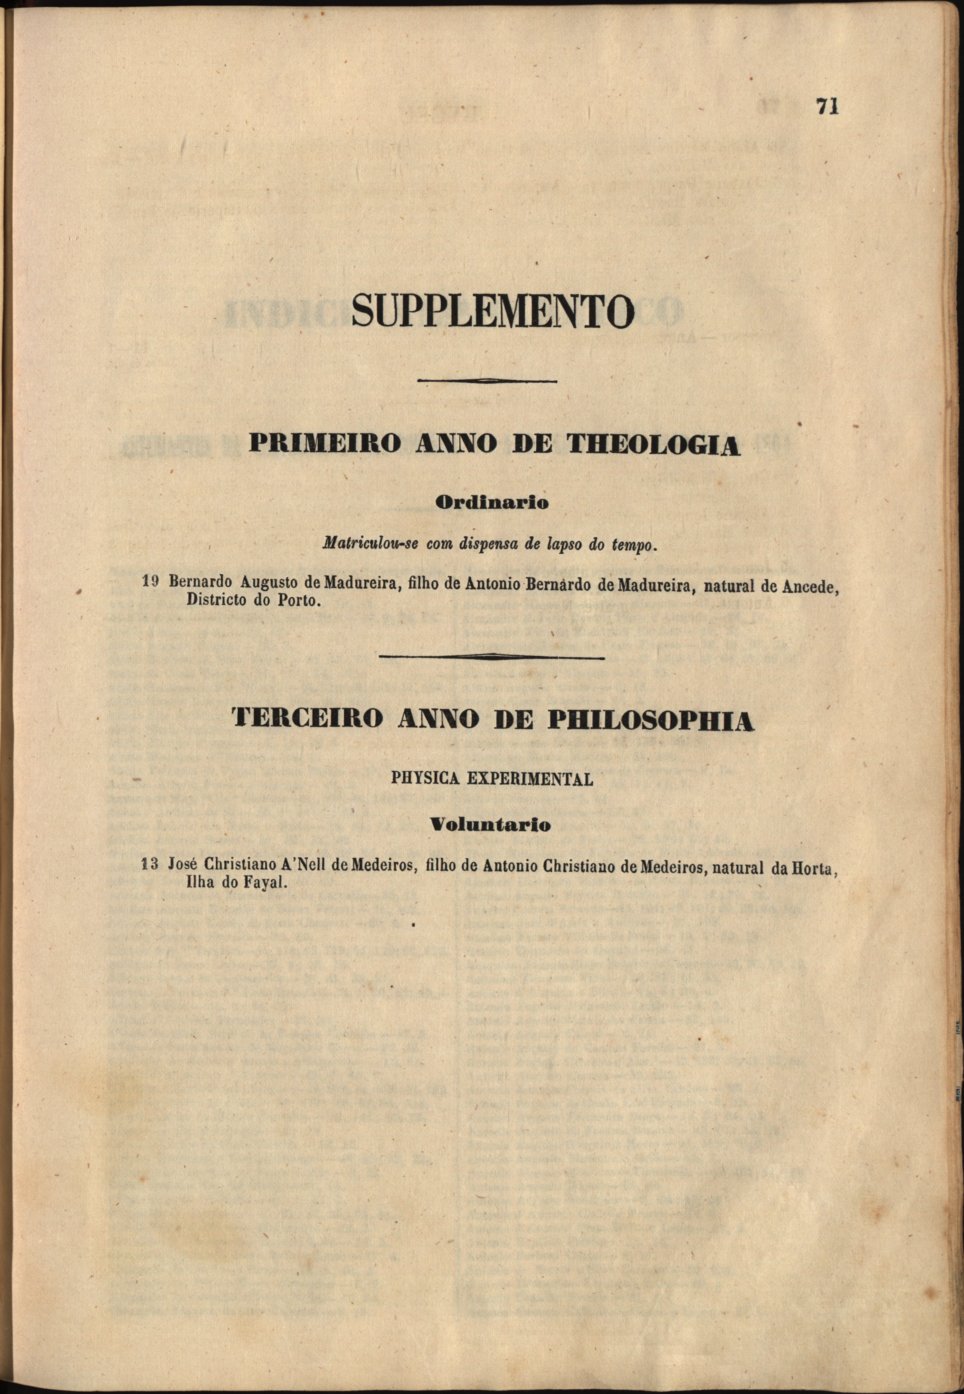 71
SUPPLEMENTO
PRIMEIRO ANNO DE THEOLOGIA
Ordinario
Matriculou-se com dispensa de lapso do tempo.
19 Bernardo Augusto de Madureira, filho de Antonio Bernardo de Madureira, natural de Ancede,
Districto do Porto.
TERCEIRO ANNO DE PHILOSOPHIA
PHYSICA EXPERIMENTAL
Voluntario
13 José Christiano A'Nell de Medeiros, filho de Antonio Christiano de Medeiros, natural da Horta,
Ilha do Fayal.